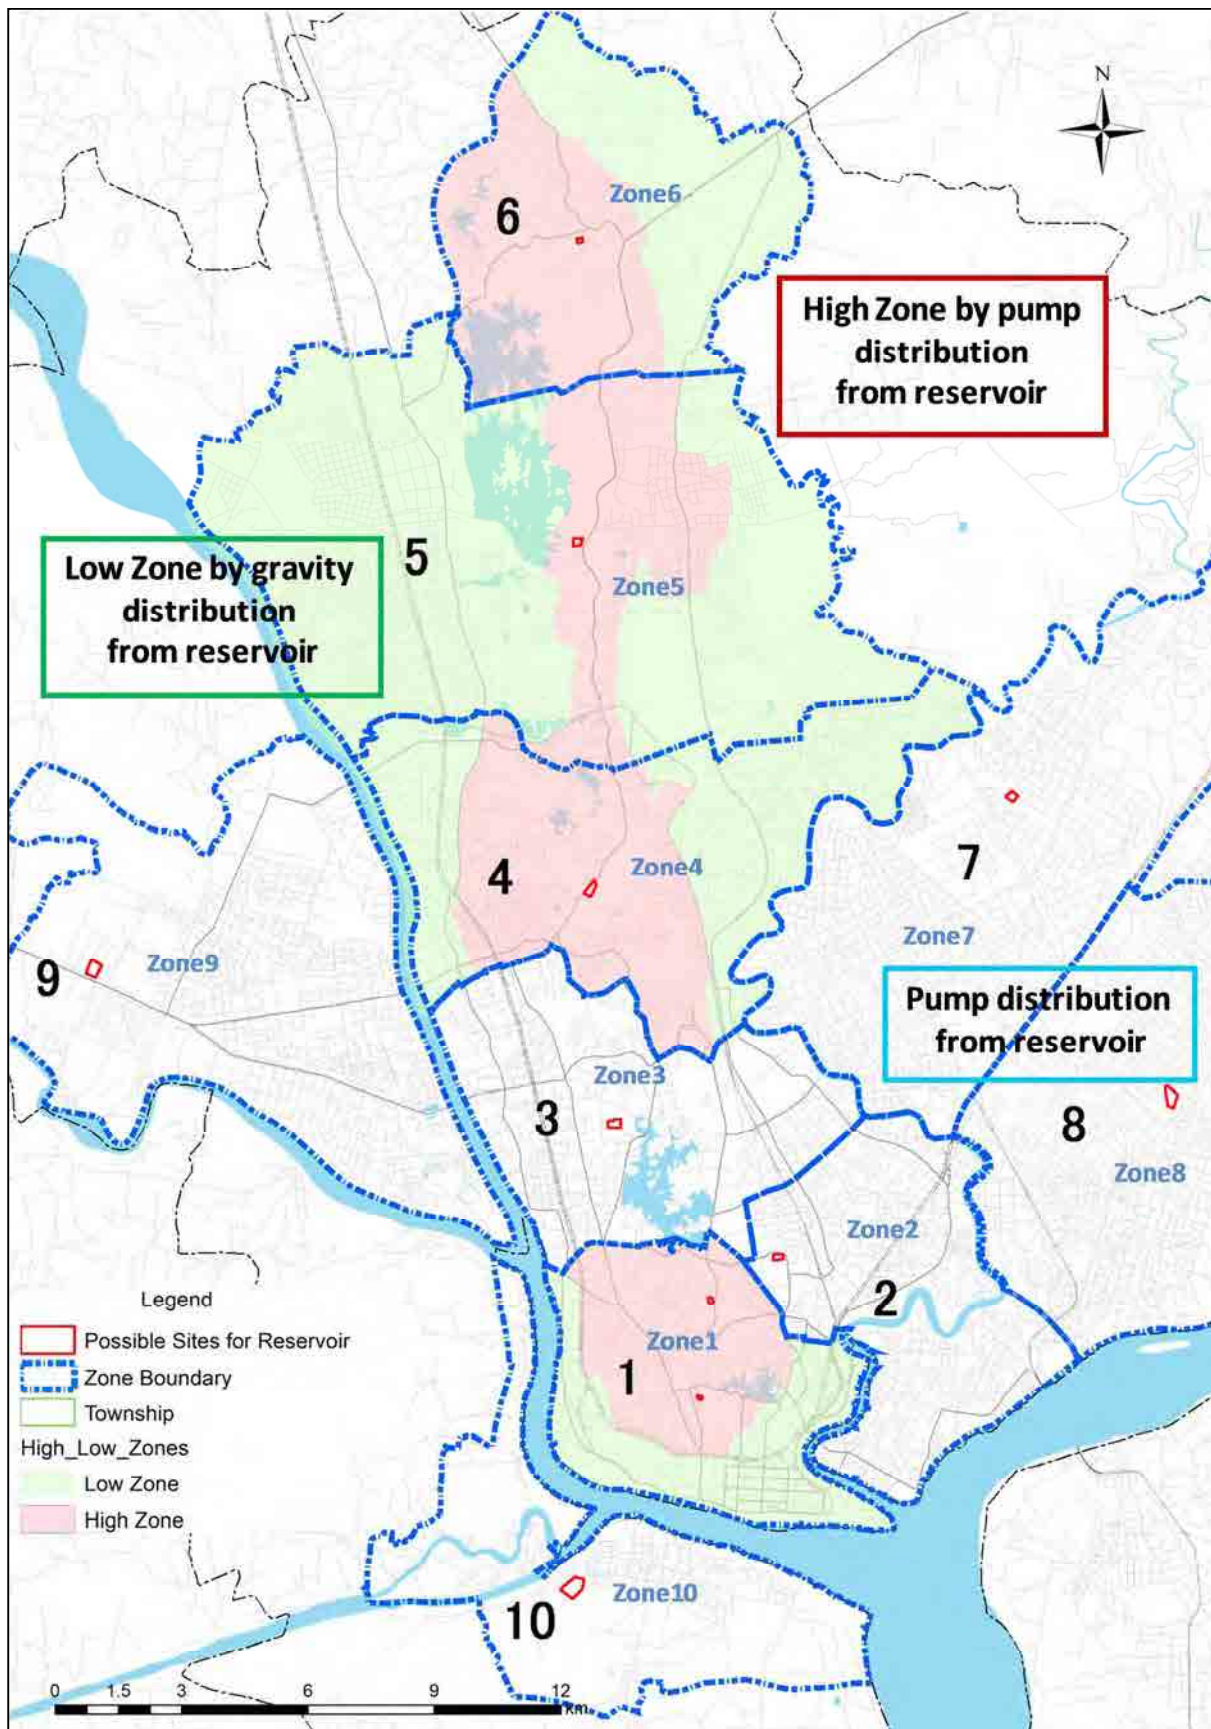 N
Zone6
6
High Zone by pump
distribution
from reservoir
5
Low Zone by gravity
distribution
from reservoir
Zone5
7
4
Zone4
Zone7
9
Zone9
Pump distribution
from reservoir
Zone3
3
8
Zone8
Zone2
2
Legend
Possible Sites for Reservoir
Zone Boundary
Township
High_Low_Zones
Low Zone
High Zone
Zone1
1
Zone10
10
0 1.5 3 6 9 12
km